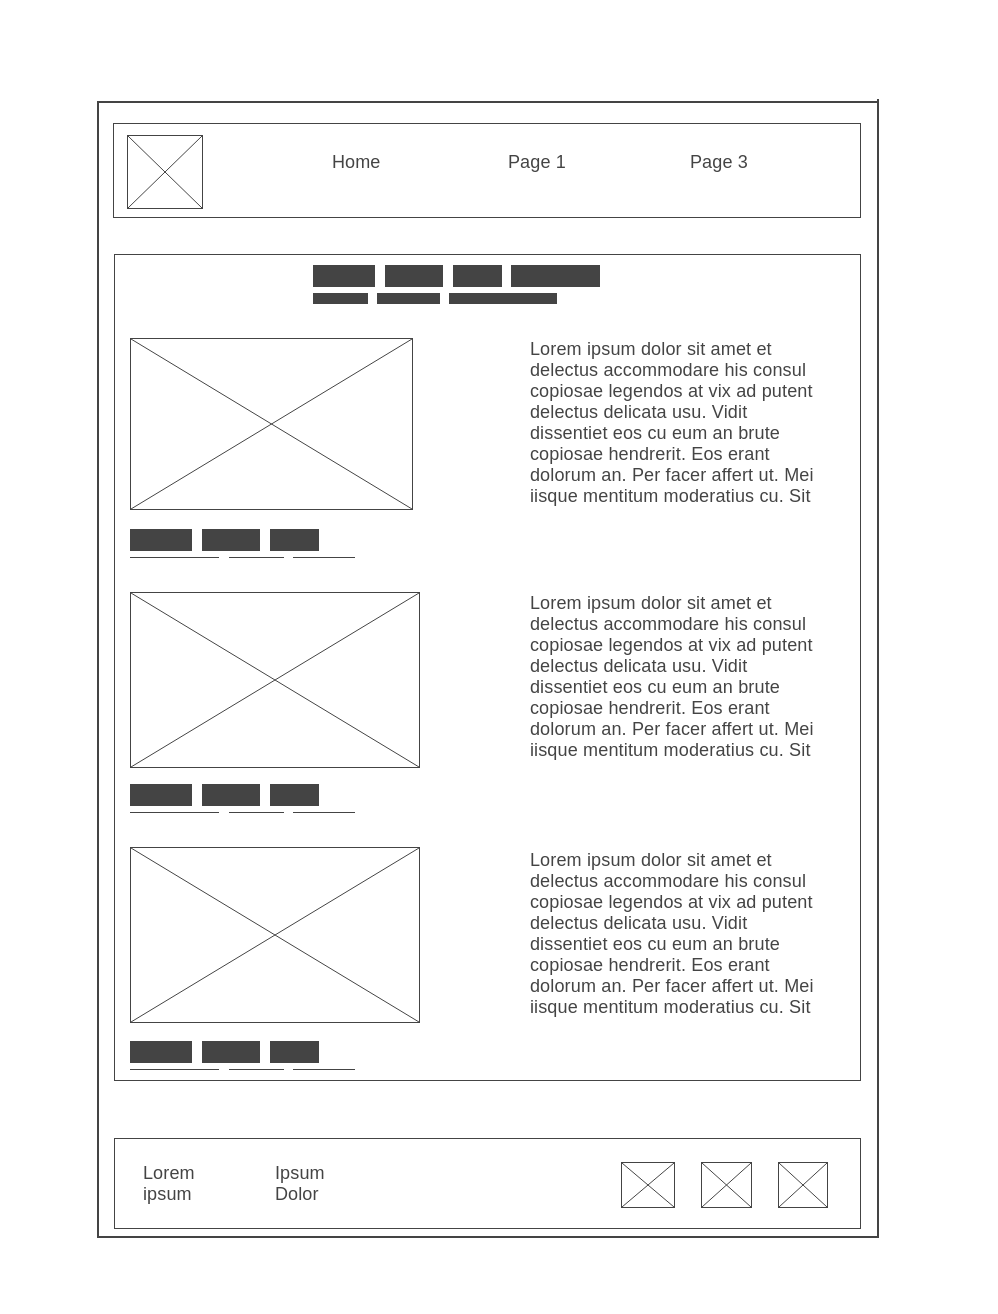 Home Page 1 Page 3
Lorem ipsum dolor sit amet et
delectus accommodare his consul
copiosae legendos at vix ad putent
delectus delicata usu. Vidit
dissentiet eos cu eum an brute
copiosae hendrerit. Eos erant
dolorum an. Per facer affert ut. Mei
iisque mentitum moderatius cu. Sit
Lorem ipsum dolor sit amet et
delectus accommodare his consul
copiosae legendos at vix ad putent
delectus delicata usu. Vidit
dissentiet eos cu eum an brute
copiosae hendrerit. Eos erant
dolorum an. Per facer affert ut. Mei
iisque mentitum moderatius cu. Sit
Lorem ipsum dolor sit amet et
delectus accommodare his consul
copiosae legendos at vix ad putent
delectus delicata usu. Vidit
dissentiet eos cu eum an brute
copiosae hendrerit. Eos erant
dolorum an. Per facer affert ut. Mei
iisque mentitum moderatius cu. Sit
Lorem
ipsum
Ipsum
Dolor